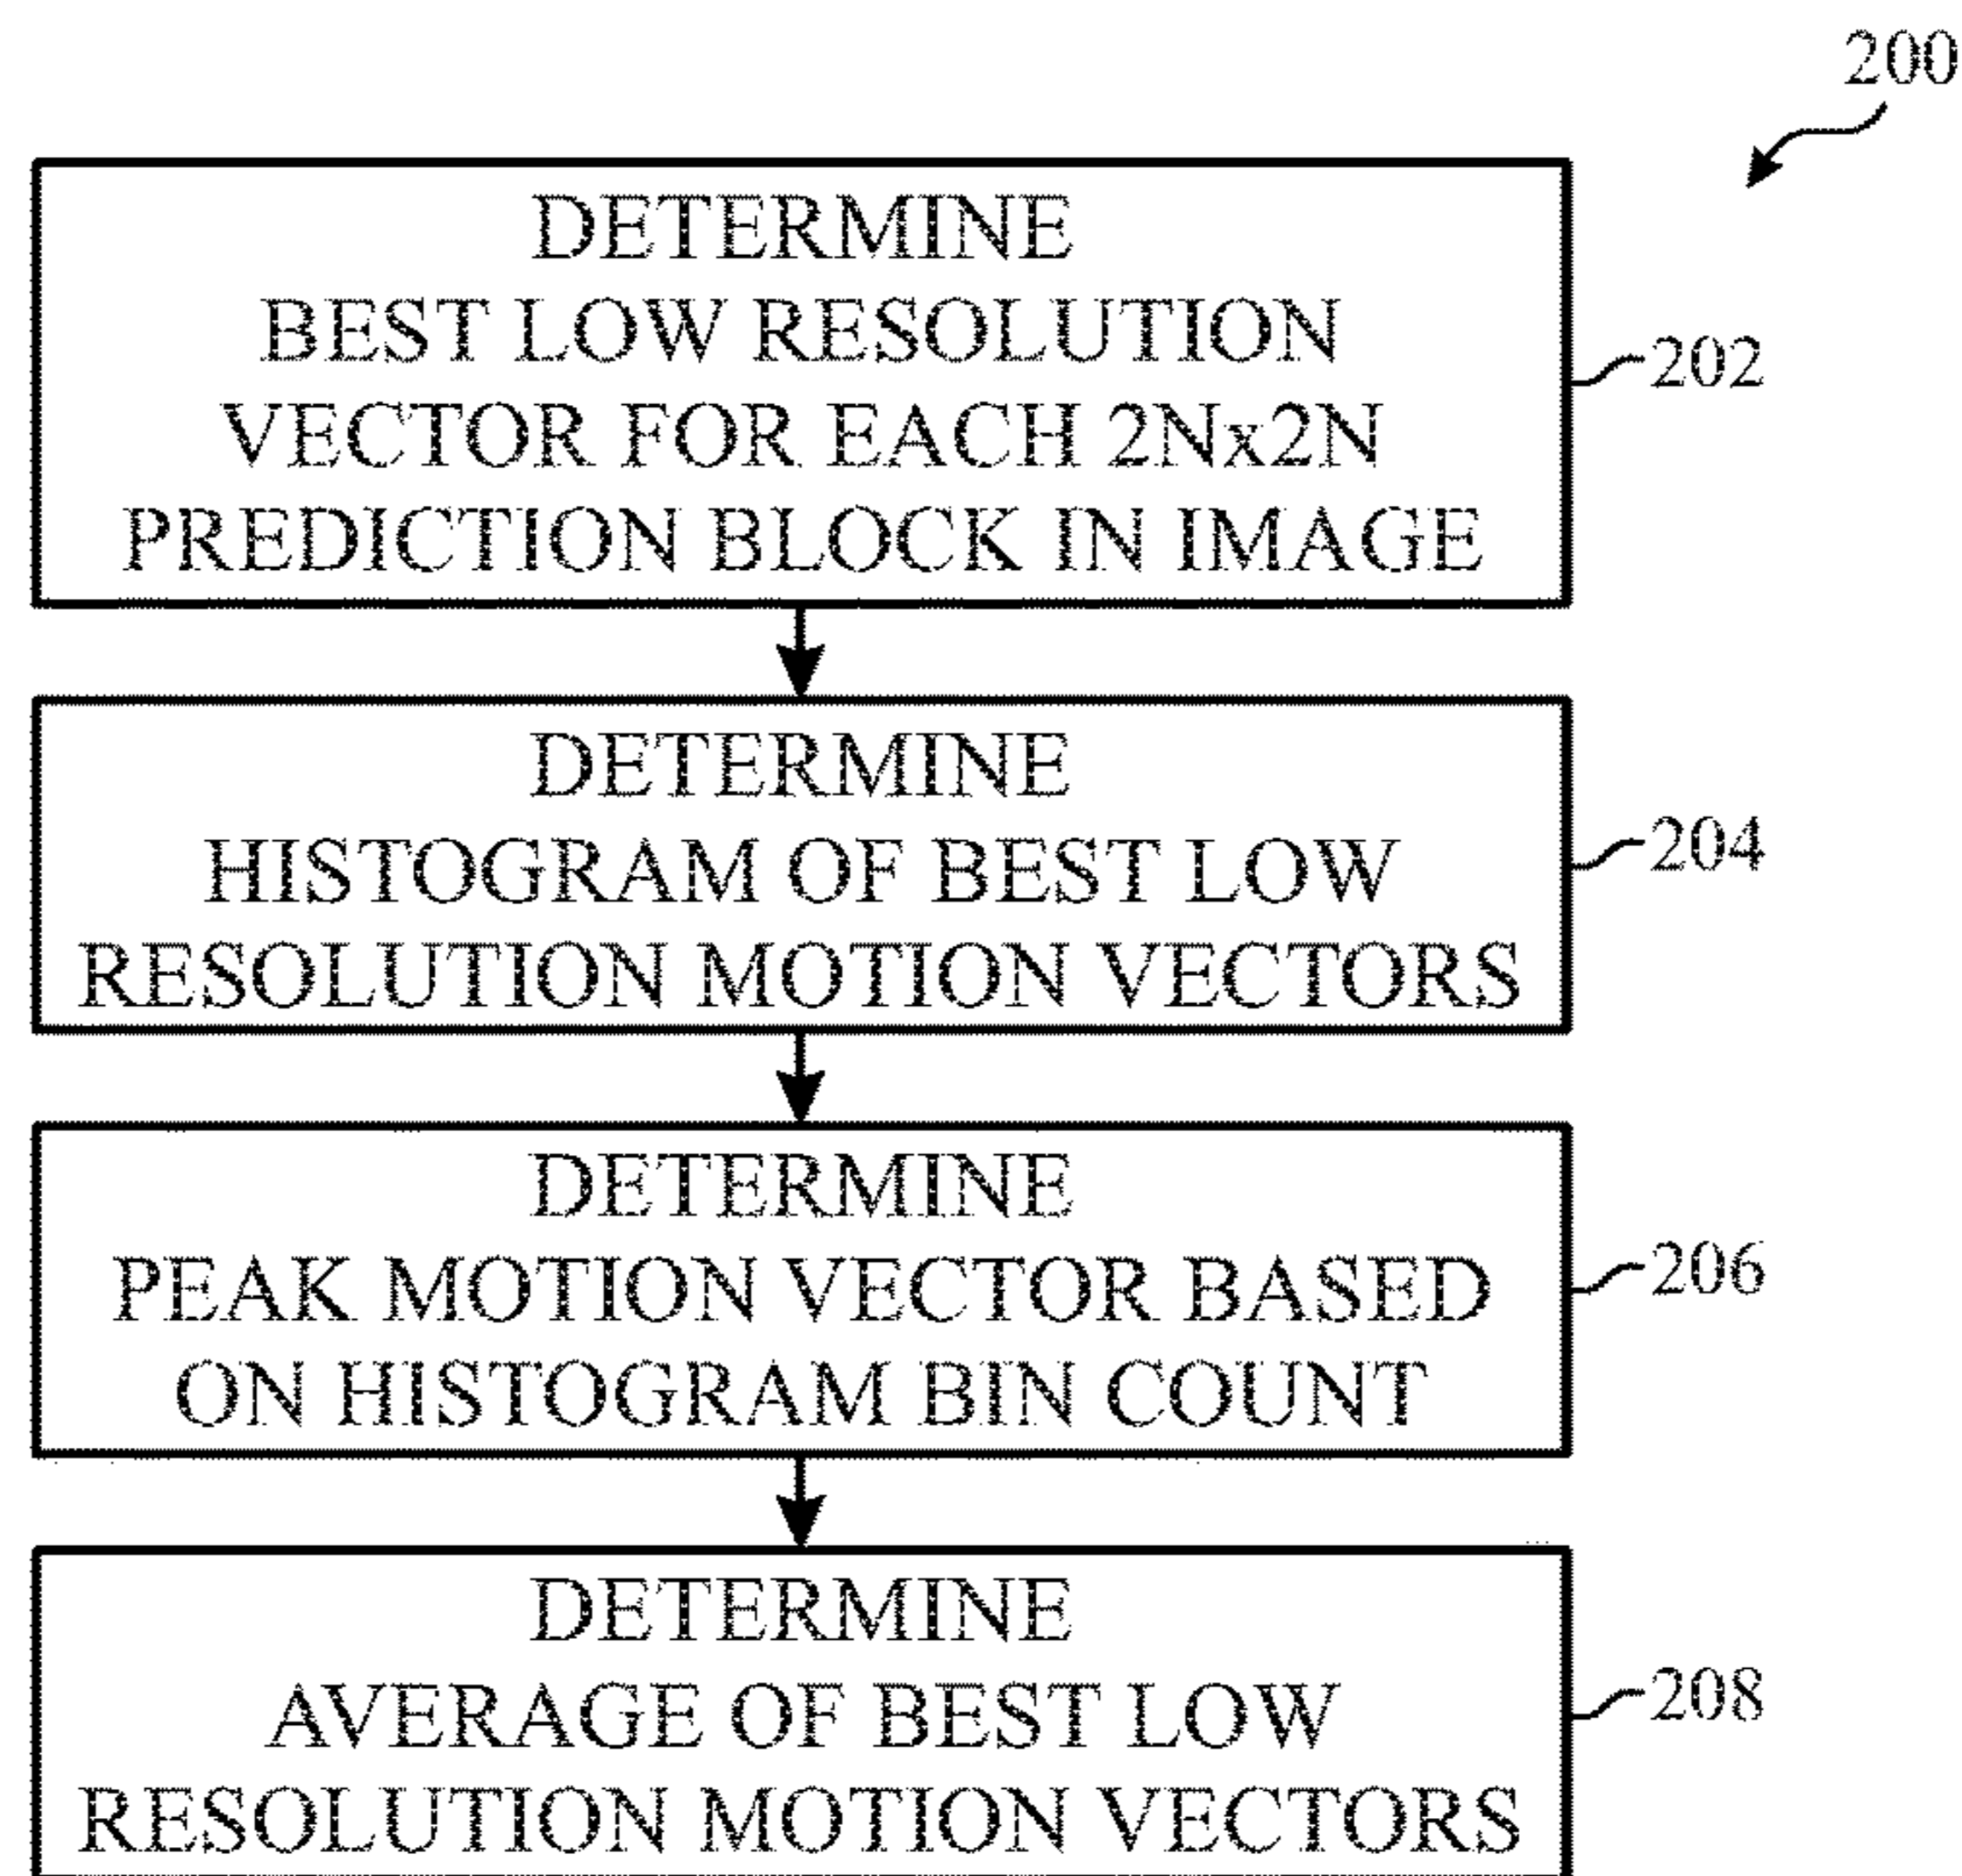 200
DETERMINE
BEST LOW RESOLUTION
VECTOR FOR EACH 2Nx2N
PREDICTION BLOCK IN IMAGE
202
DETERMINE
HISTOGRAM OF BEST LOW
RESOLUTION MOTION VECTORS
204
DETERMINE
PEAK MOTION VECTOR BASED
ON HISTOGRAM BIN COUNT
206
DETERMINE
AVERAGE OF BEST LOW
RESOLUTION MOTION VECTORS
208